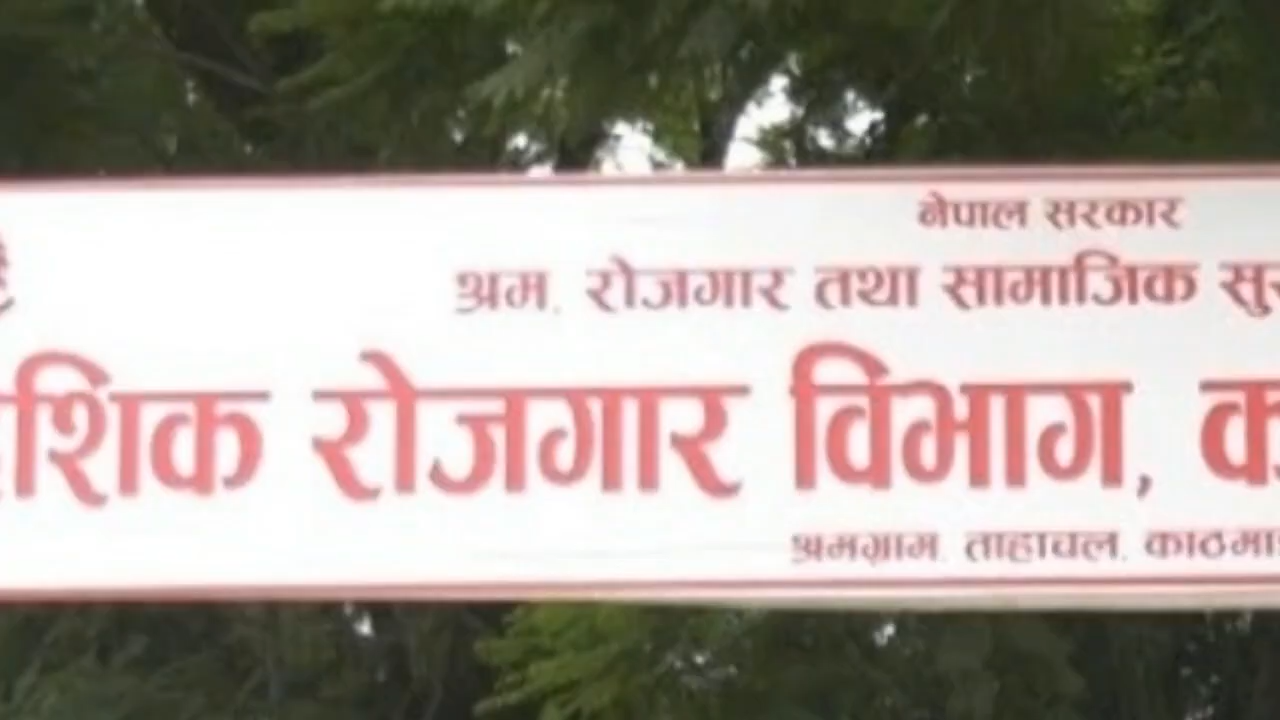 नेपाल सरकार
श्रम, रोजगार तथा सामाजिक
रोजगार विभाग,
श्रमग्राम, ताहाचल,